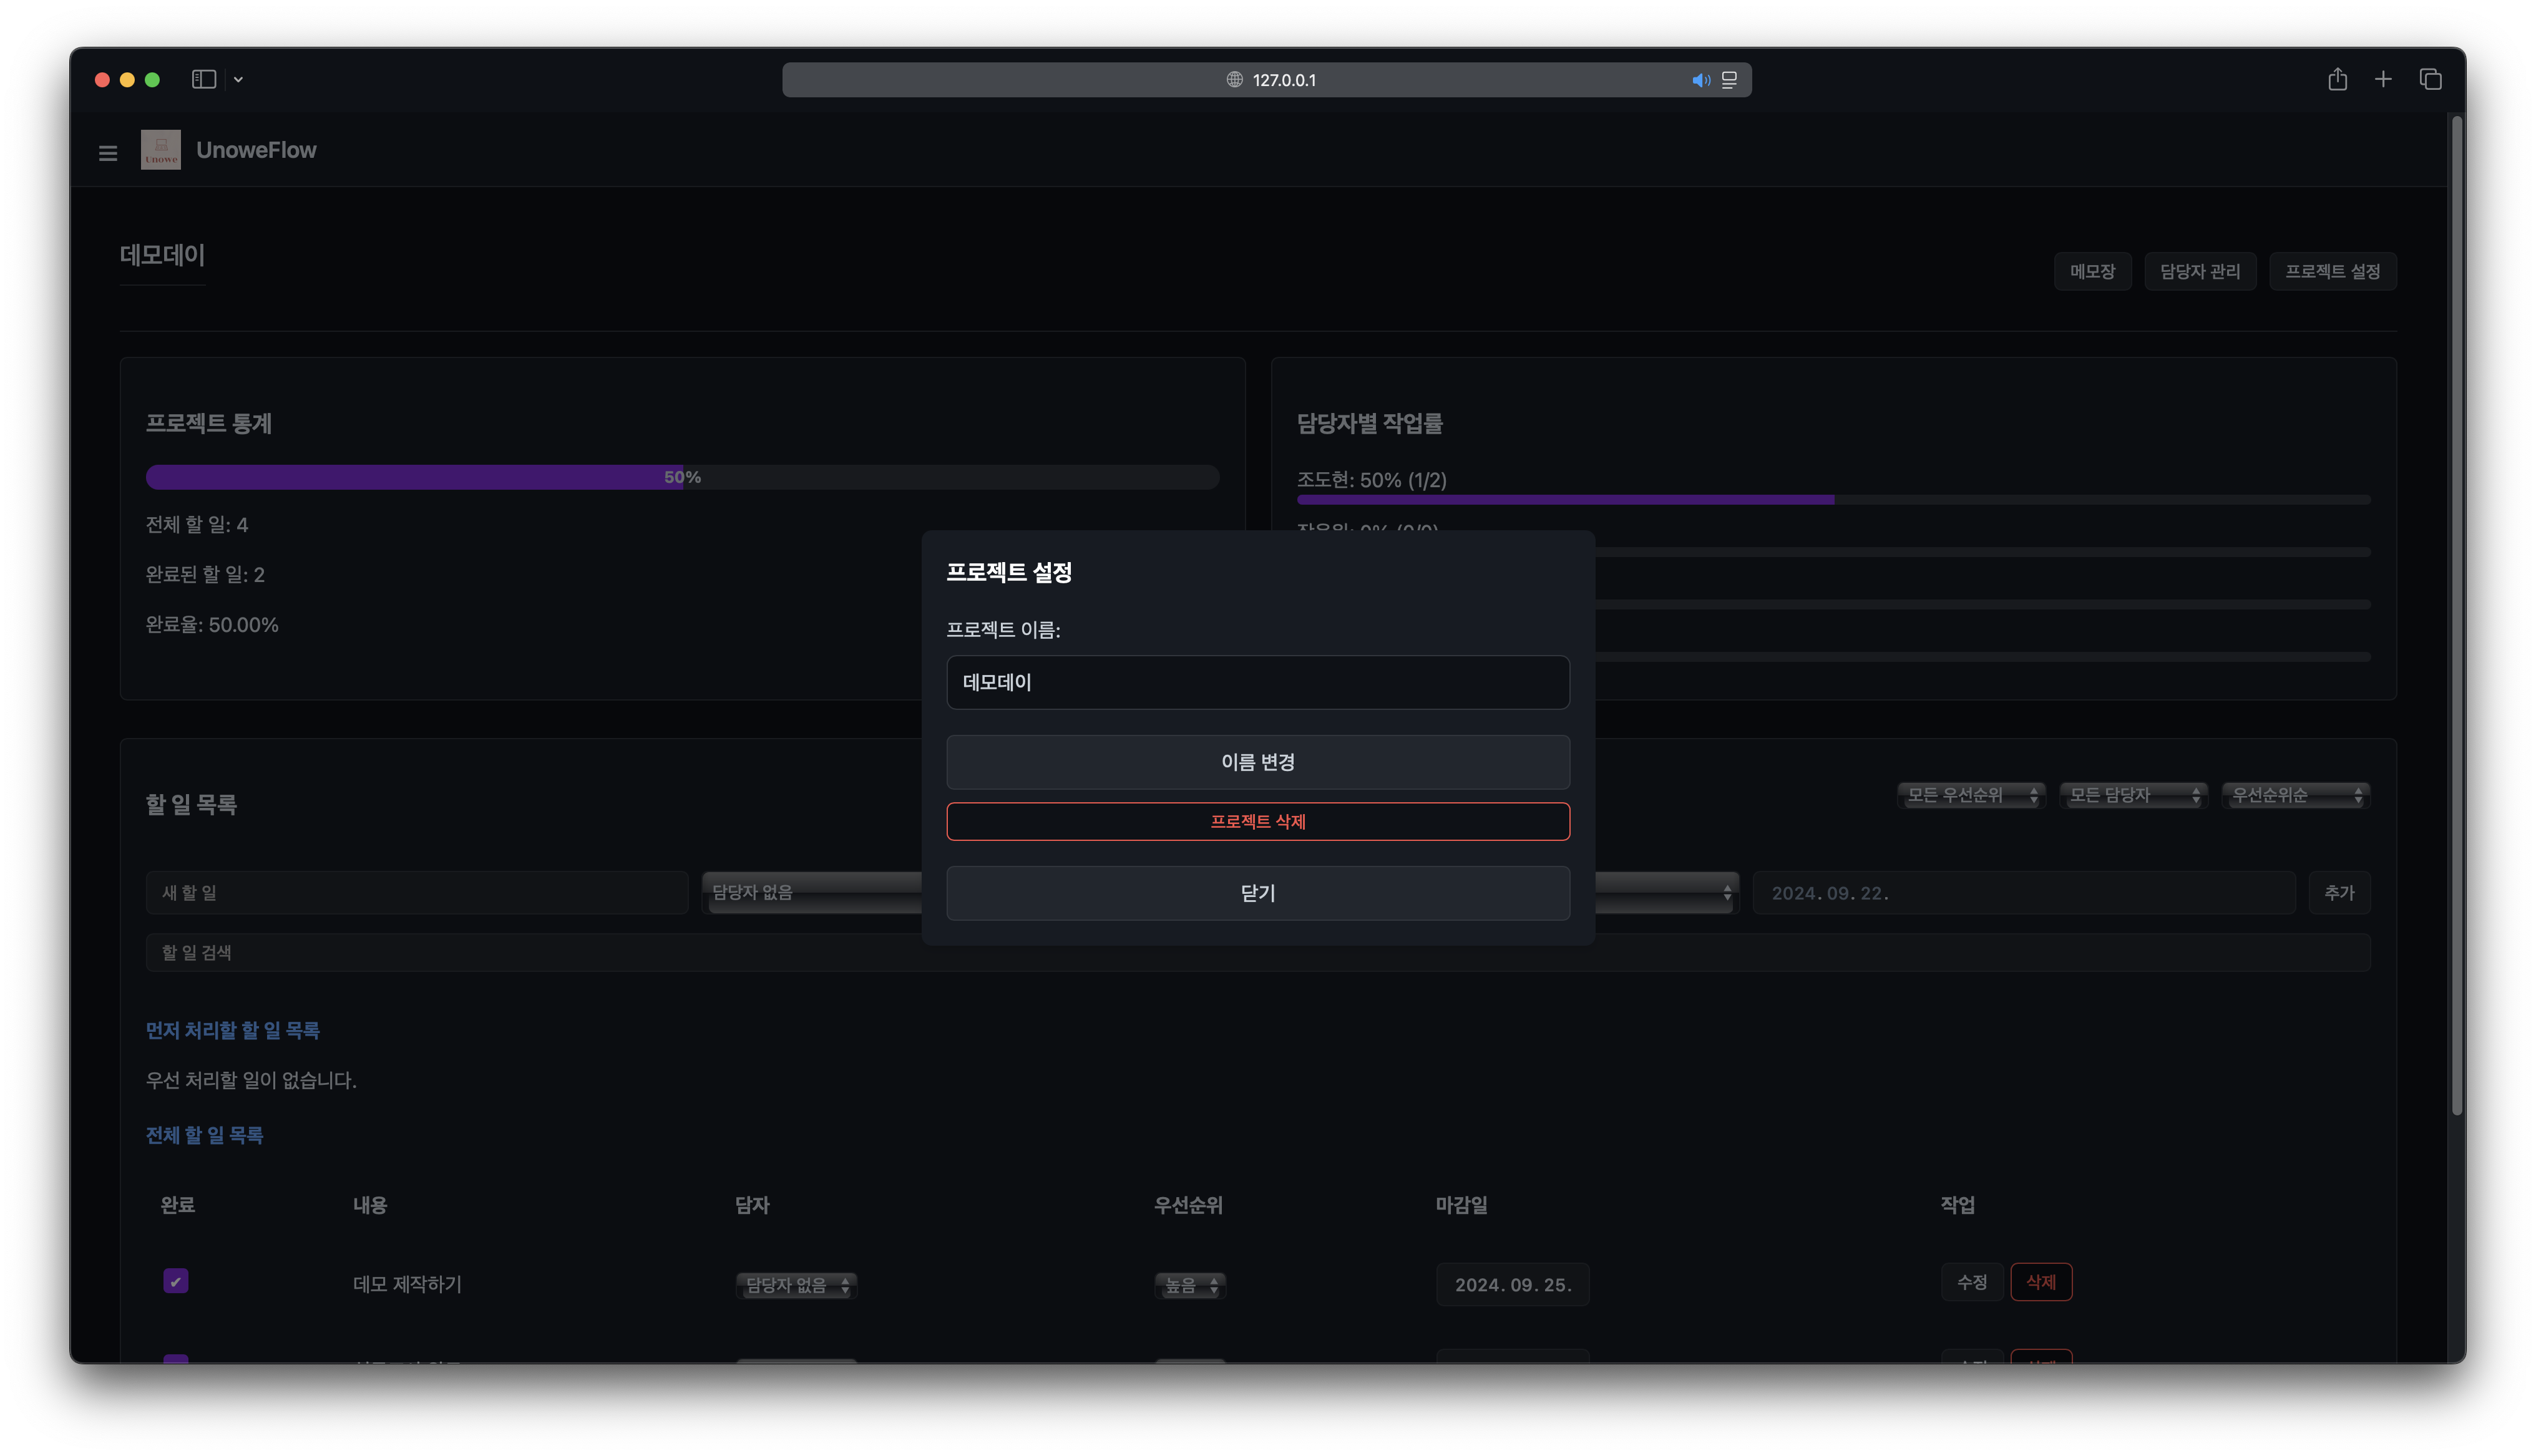 127.0.0.1
Unowe
UnoweFlow
데모데이
메모장 담당자 관리 프로젝트 설정
프로젝트 통계
50%
전체 할 일: 4
완료된 할 일: 2
완료율: 50.00%
담당자별 작업률
조도현: 50% (1/2)
프로젝트 설정
프로젝트 이름:
데모데이
이름 변경
프로젝트 삭제
닫기
할 일 목록
모든 우선순위 모든 담당자 우선순위순
새 할 일 담당자 없음 2024. 09. 22. 추가
할 일 검색
먼저 처리할 할 일 목록
우선 처리할 일이 없습니다.
전체 할 일 목록
완료 내용 담자 우선순위 마감일 작업
데모 제작하기 담당자 없음 높음 2024. 09. 25. 수정 삭제